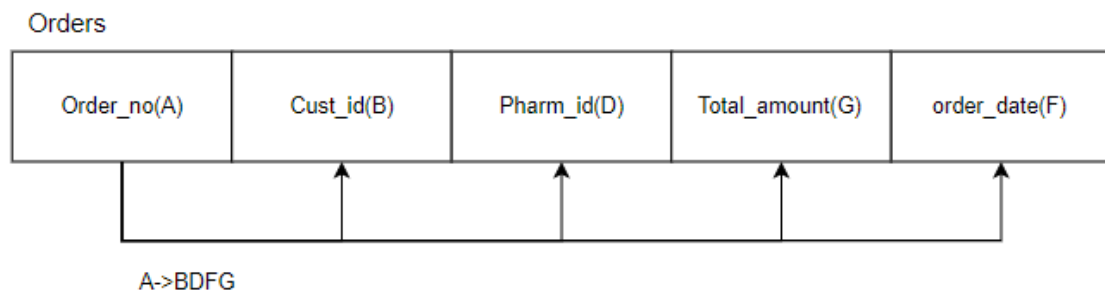 Orders
Order_no(A) Cust_id(B) Pharm_id(D) Total_amount(G) order_date(F)
A->BDFG